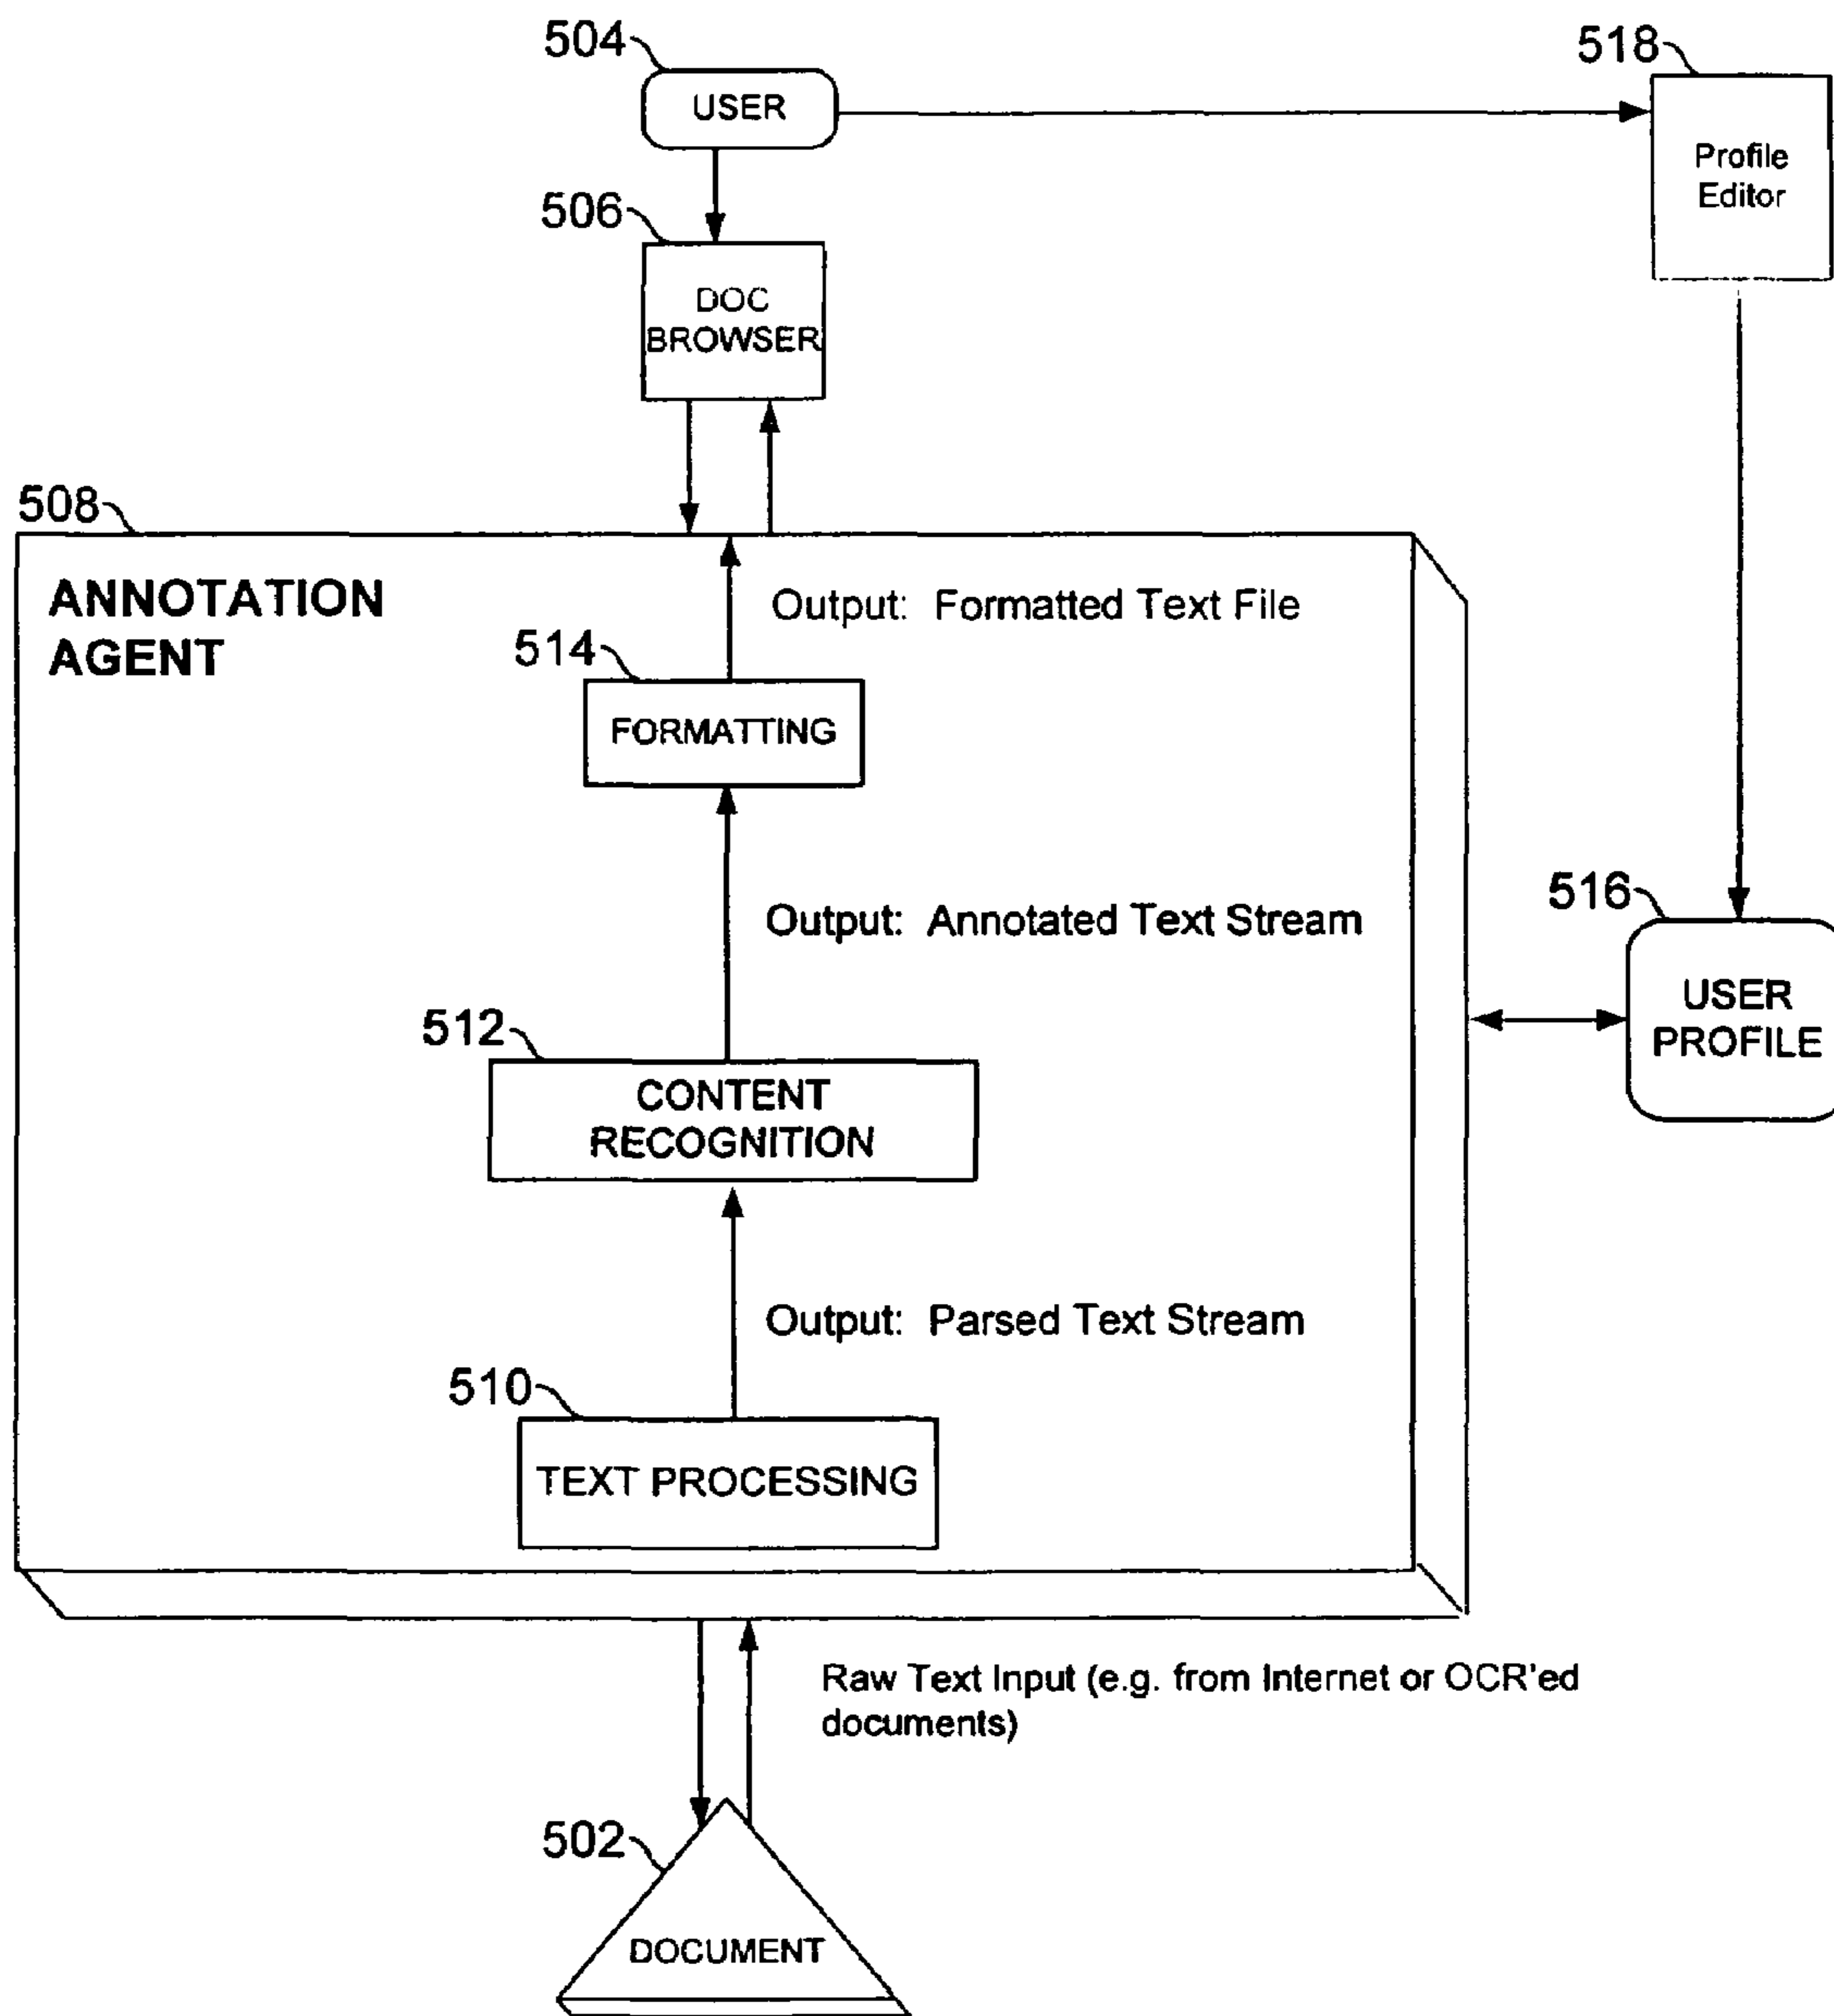 504
USER
518
Profile
Editor
506
DOC
BROWSER
508
ANNOTATION
AGENT
Output: Formatted Text File
514
FORMATTING
Output: Annotated Text Stream
516
USER
PROFILE
512
CONTENT
RECOGNITION
Output: Parsed Text Stream
510
TEXT PROCESSING
Raw Text Input (e.g. from Internet or OCR'ed
documents)
502
DOCUMENT